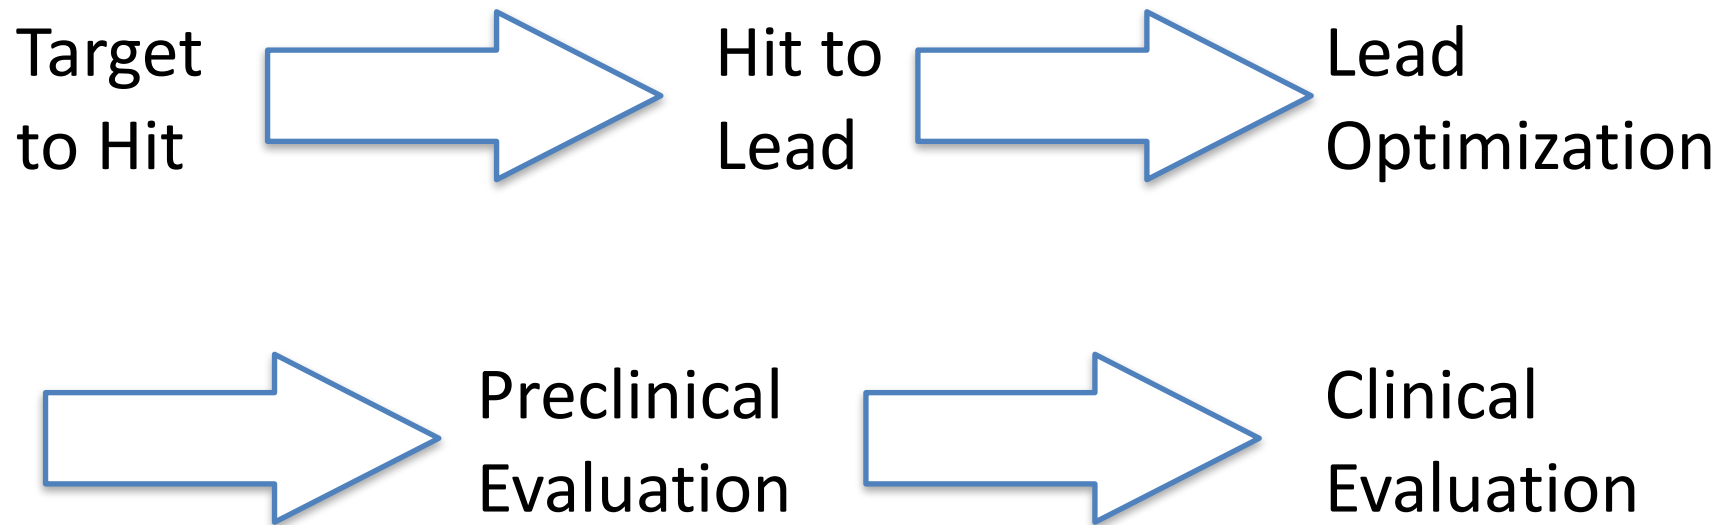 Target
to Hit
Hit to
Lead
Lead
Optimization
Preclinical
Evaluation
Clinical
Evaluation